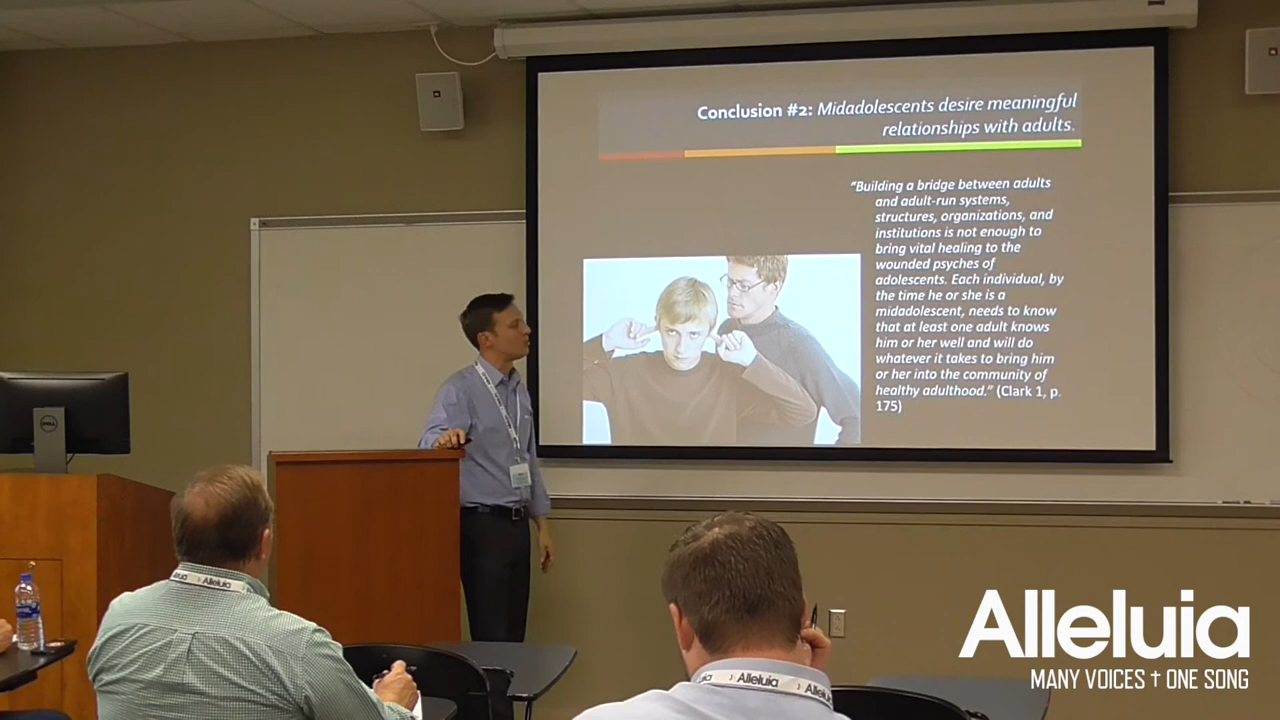 Conclusion #2: Midadolescents desire meaningful
relationships with adults.
“Building a bridge between adults
and adult-run systems,
structures, organizations, and
institutions is not enough to
bring vital healing to the
wounded psyches of
adolescents. Each individual, by
the time he or she is a
midadolescent, needs to know
that at least one adult knows
him or her well and will do
whatever it takes to bring him
or her into the community of
healthy adulthood.” (Clark 1, p.
175)
DELL
Alleluia
Alleluia
Alleluia
MANY VOICES † ONE SONG